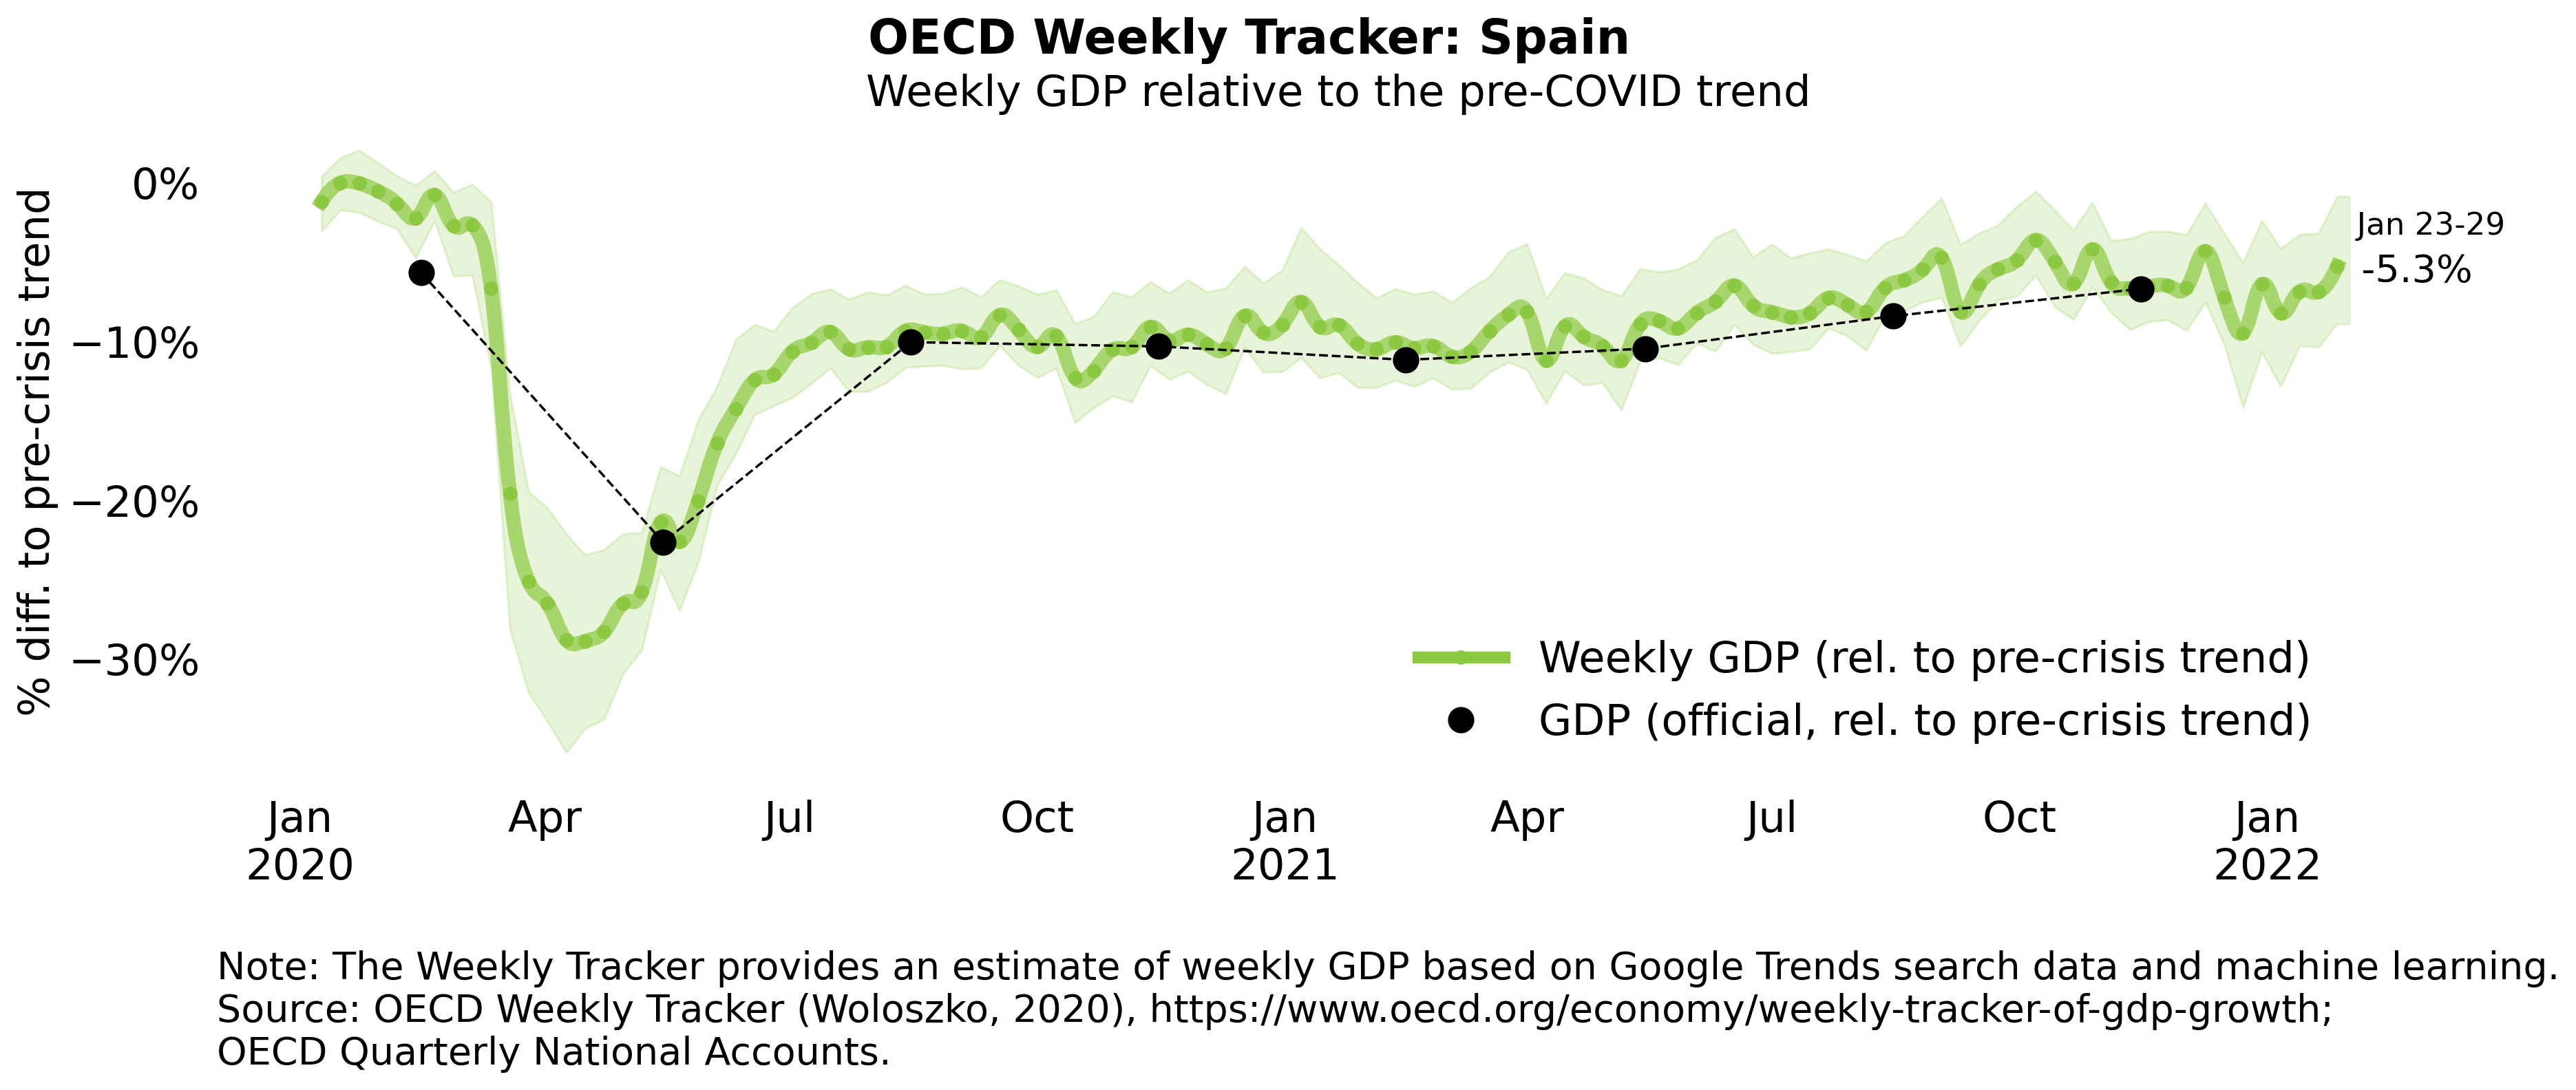 OECD Weekly Tracker: Spain
Weekly GDP relative to the pre-COVID trend
% diff. to pre-crisis trend
0%
−10%
−20%
−30%
Jan 23-29
-5.3%
Weekly GDP (rel. to pre-crisis trend)
GDP (official, rel. to pre-crisis trend)
Jan
2020
Apr
Jul
Oct
Jan
2021
Apr
Jul
Oct
Jan
2022
Note: The Weekly Tracker provides an estimate of weekly GDP based on Google Trends search data and machine learning.
Source: OECD Weekly Tracker (Woloszko, 2020), https://www.oecd.org/economy/weekly-tracker-of-gdp-growth;
OECD Quarterly National Accounts.